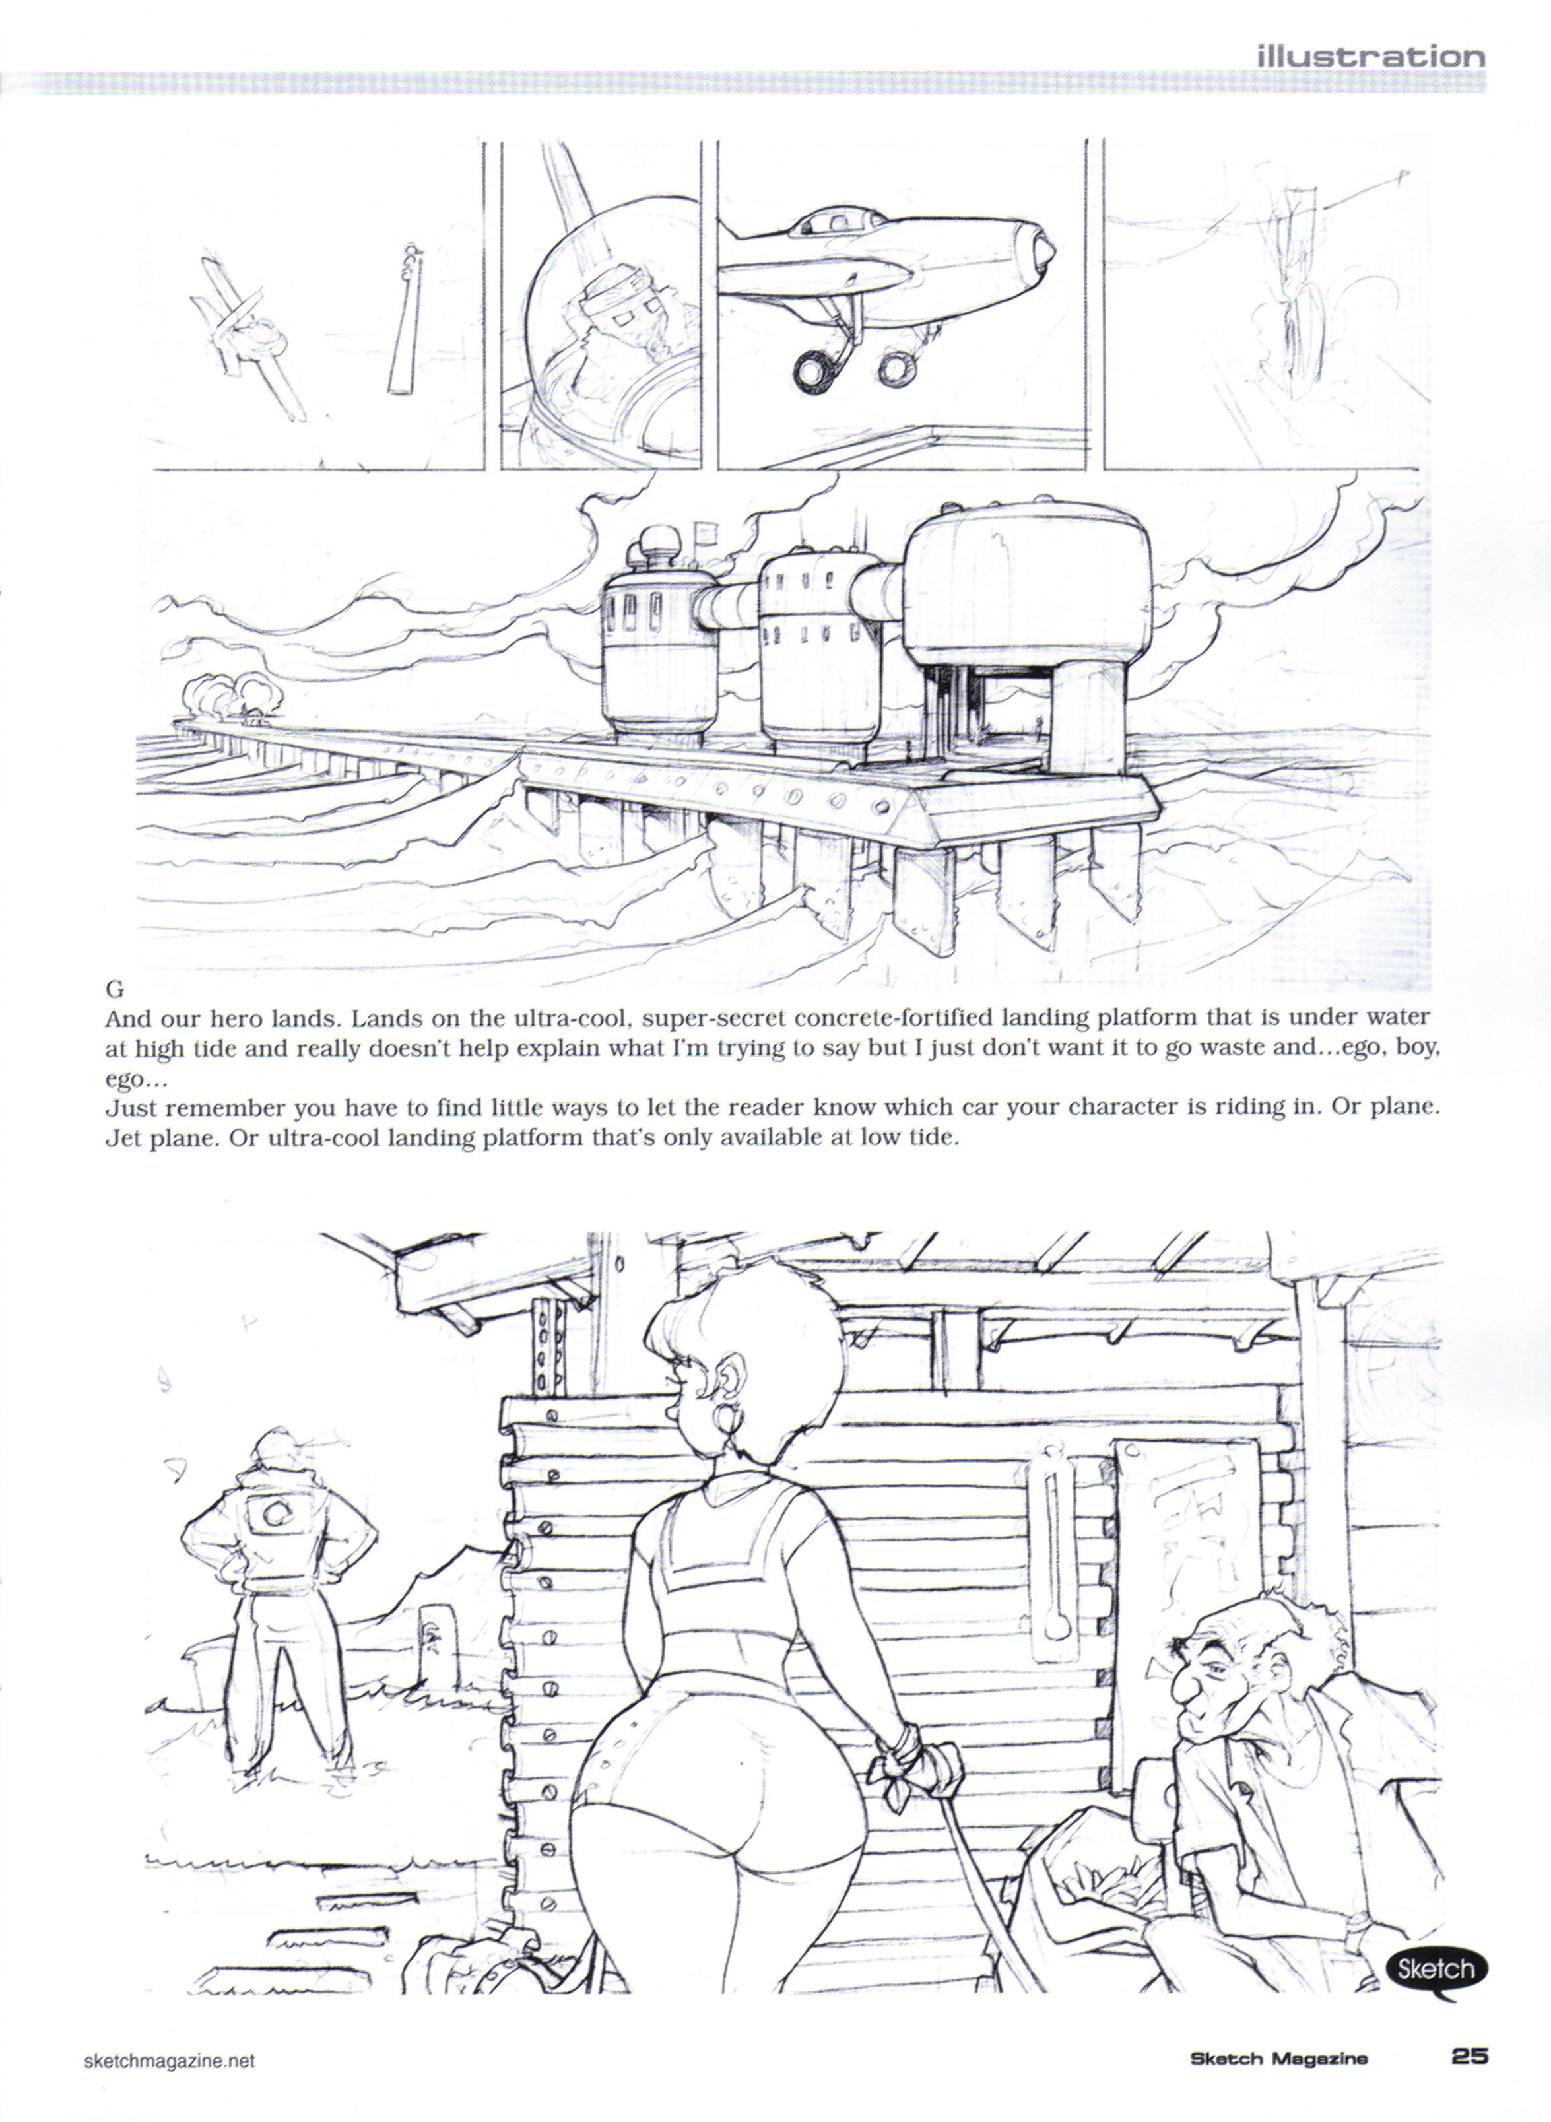 illustration
G
And our hero lands. Lands on the ultra-cool, super-secret concrete-fortified landing platform that is under water
at high tide and really doesn't help explain what I'm trying to say but I just don't want it to go waste and...ego, boy,
ego...
Just remember you have to find little ways to let the reader know which car your character is riding in. Or plane.
Jet plane. Or ultra-cool landing platform that's only available at low tide.
Sketch
sketchmagazine.net
Sketch Magazine 25